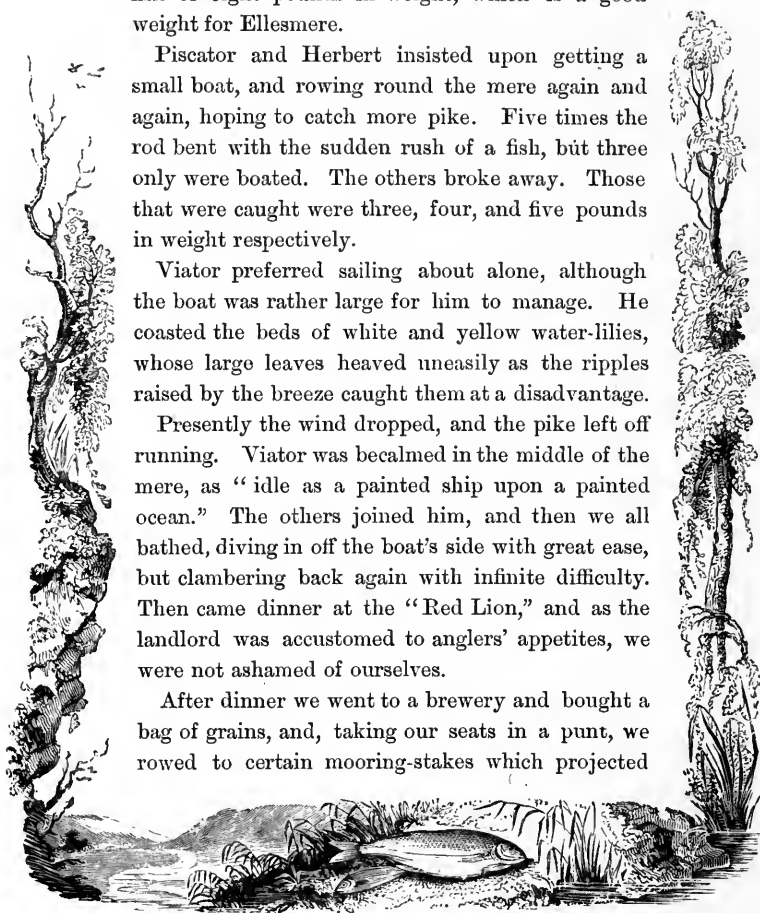 weight for Ellesmere.
Piscator and Herbert insisted upon getting a
small boat, and rowing round the mere again and
again, hoping to catch more pike. Five times the
rod bent with the sudden rush of a fish, but three
only were boated. The others broke away. Those
that were caught were three, four, and five pounds
in weight respectively.
Viator preferred sailing about alone, although
the boat was rather large for him to manage. He
coasted the beds of white and yellow water-lilies,
whose large leaves heaved uneasily as the ripples
raised by the breeze caught them at a disadvantage.
Presently the wind dropped, and the pike left off
running. Viator was becalmed in the middle of the
mere, as “ idle as a painted ship upon a painted
ocean.” The others joined him, and then we all
bathed, diving in off the boat's side with great ease,
but clambering back again with infinite difficulty.
Then came dinner at the “Red Lion,” and as the
landlord was accustomed to anglers' appetites, we
were not ashamed of ourselves.
After dinner we went to a brewery and bought a
bag of grains, and, taking our seats in a punt, we
rowed to certain mooring-stakes which projected